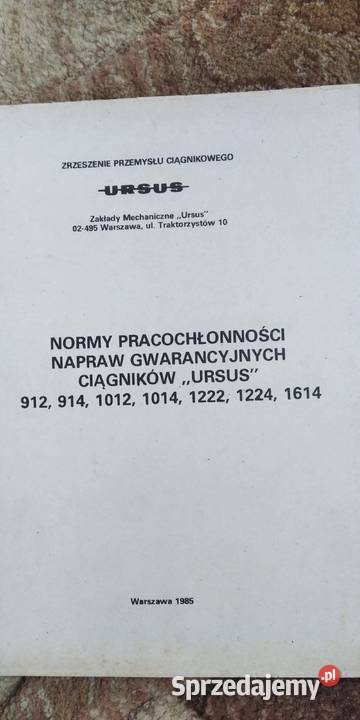 ZRZESZENIE PRZEMYSŁU CIĄGNIKOWEGO
URSUS
Zakłady Mechaniczne „Ursus"
02-495 Warszawa, ul. Traktorzystów 10
NORMY PRACOCHŁONNOŚCI
NAPRAW GWARANCYJNYCH
CIĄGNIKÓW „URSUS"
912, 914, 1012, 1014, 1222, 1224, 1614
Warszawa 1985
Sprzedajemy.pl